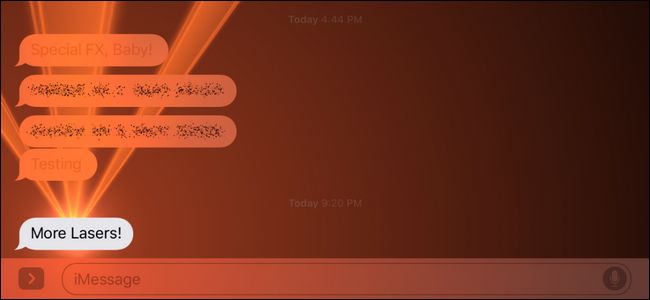 Today 4:44 PM
Special FX, Baby!
Testing
Today 9:20 PM
More Lasers!
iMessage